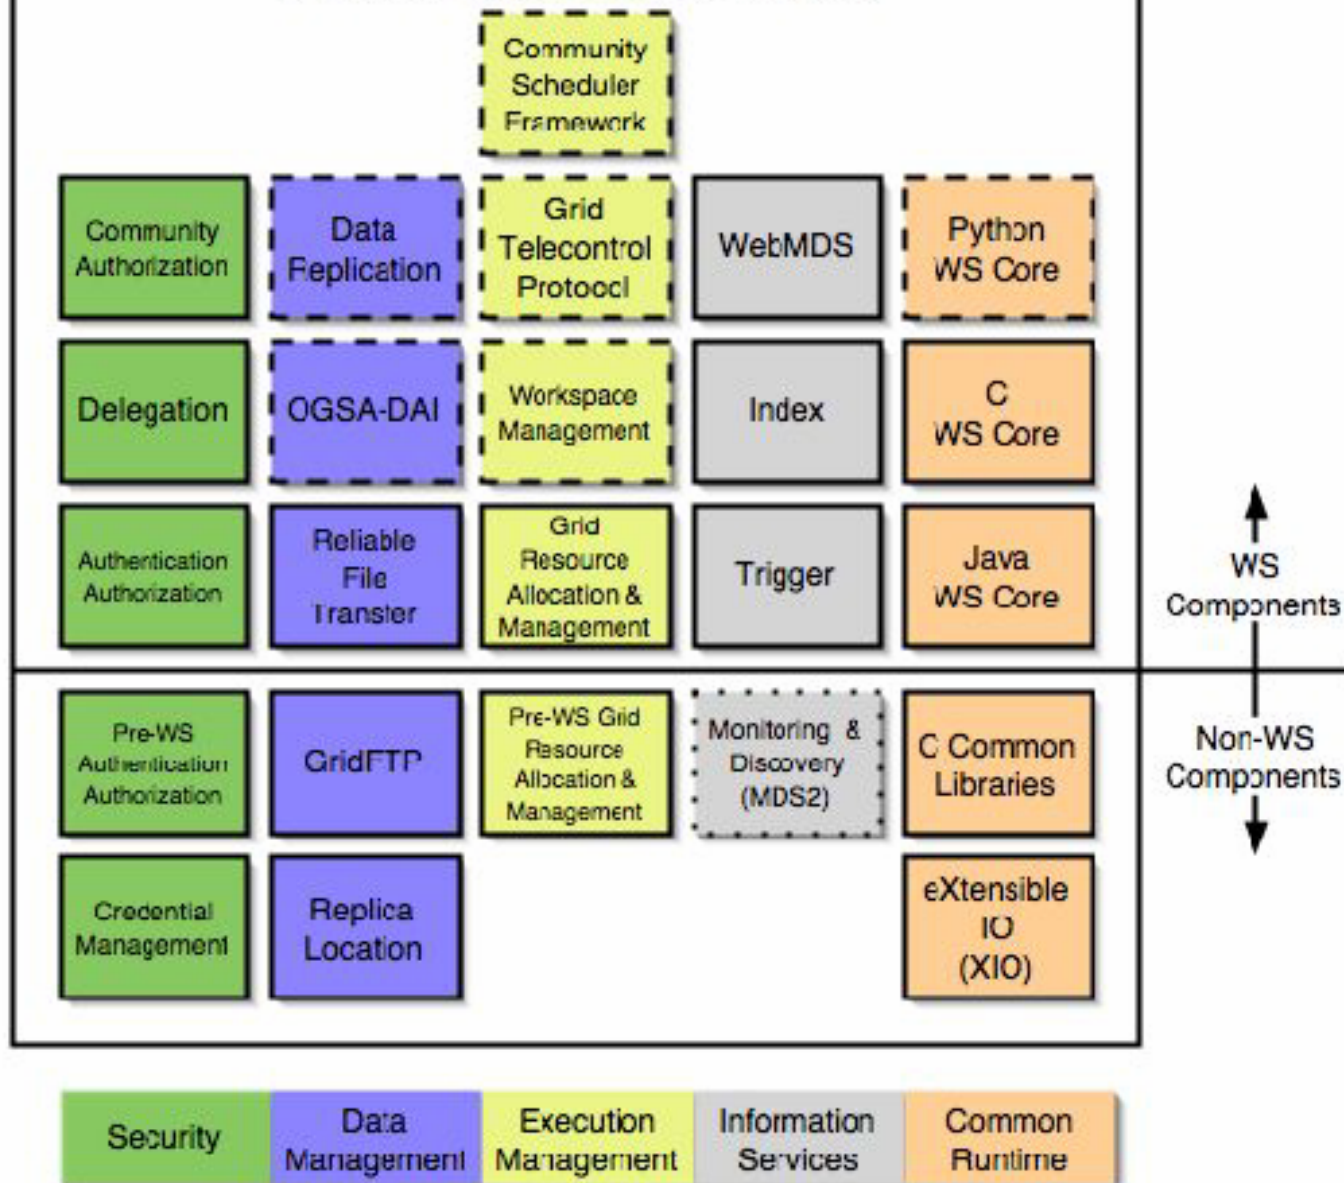 Community
Scheduler
Framework
Community
Authorization
Data
Replication
Grid
Telecontrol
Protocol
WebMDS
Python
WS Core
Delegation
OGSA-DAI
Workspace
Management
Index
C
WS Core
Authentication
Authorization
Reliable
File
Transfer
Grid
Resource
Allocation &
Management
Trigger
Java
WS Core
WS
Components
Pre-WS
Authentication
Authorization
GridFTP
Pre-WS Grid
Resource
Allocation &
Management
Monitoring &
Discovery
(MDS2)
C Common
Libraries
Non-WS
Components
Credential
Management
Replica
Location
eXtensible
IO
(XIO)
Security
Data
Management
Execution
Management
Information
Services
Common
Runtime